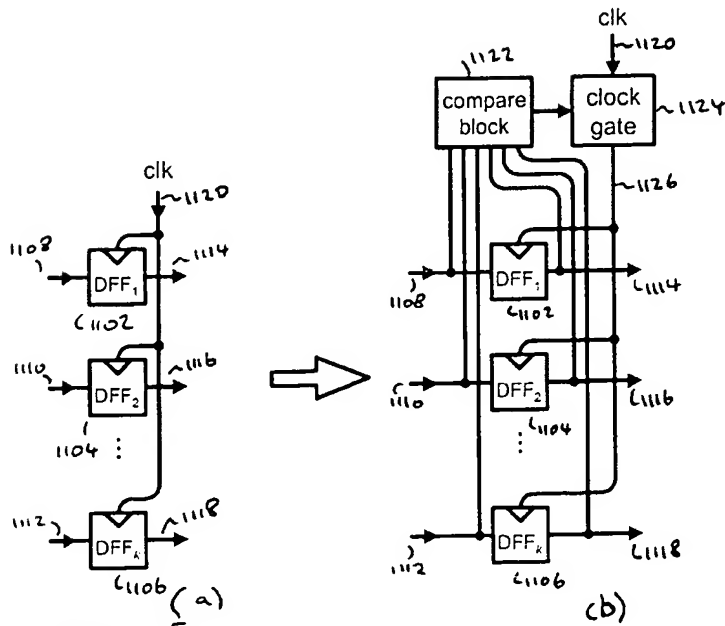 clk
1120
1108
1114
DFF1
1102
1110
1116
DFF2
1104
⋮
1112
1118
DFFk
1106
(a)
clk
1120
1122
compare
block
clock
gate
1124
1126
1108
DFF1
1114
1102
1110
DFF2
1116
1104
⋮
1112
DFFk
1118
1106
(b)